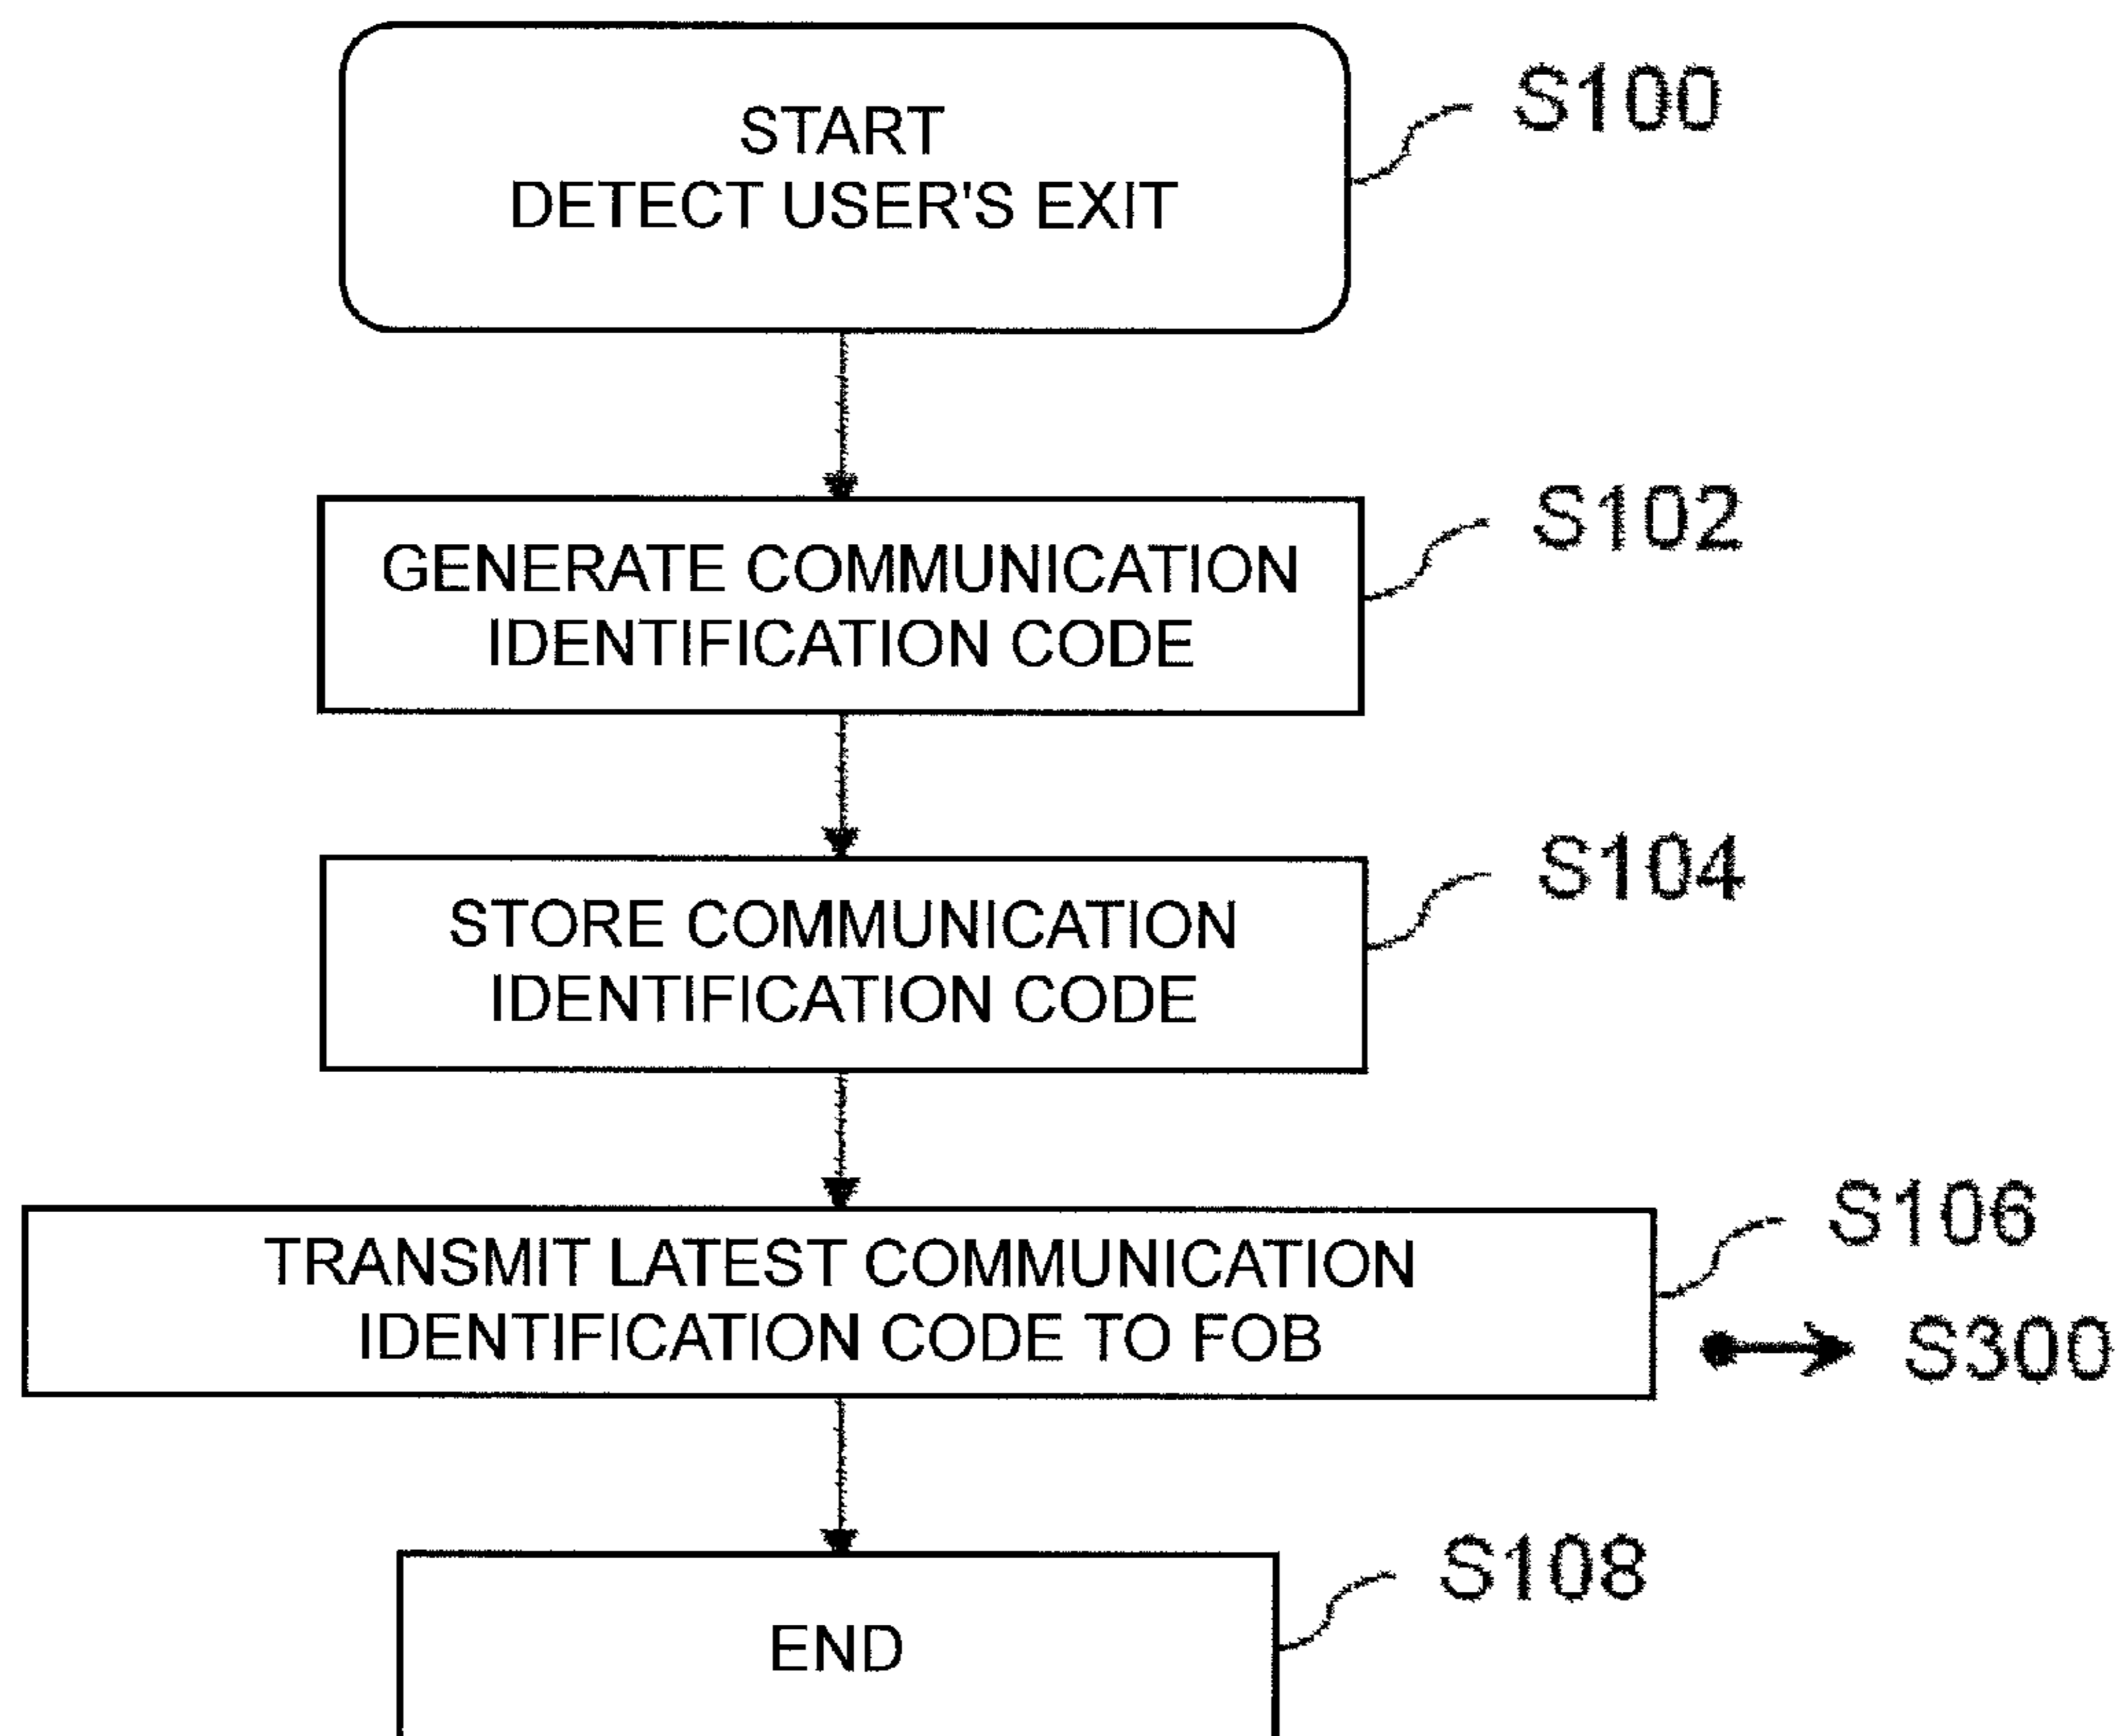 START
DETECT USER'S EXIT
S100
GENERATE COMMUNICATION
IDENTIFICATION CODE
S102
STORE COMMUNICATION
IDENTIFICATION CODE
S104
TRANSMIT LATEST COMMUNICATION
IDENTIFICATION CODE TO FOB
S106
S300
END
S108